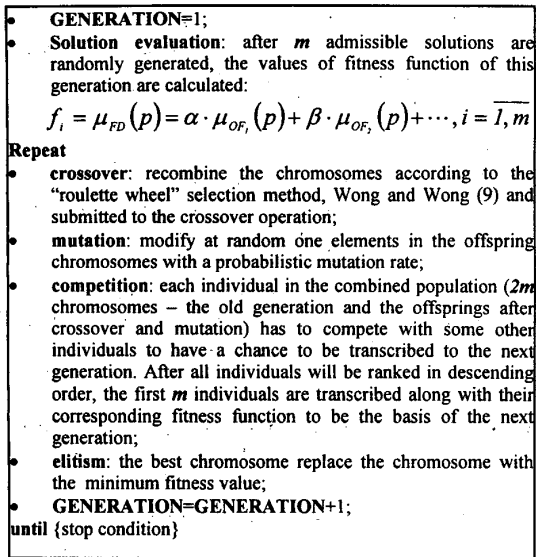 • GENERATION=1;
• Solution evaluation: after m admissible solutions are
randomly generated, the values of fitness function of this
generation are calculated:
f_i = μ_FD(p) = α · μ_OF₁(p) + β · μ_OF₂(p) + ⋯, i = \overline{1, m}
Repeat
• crossover: recombine the chromosomes according to the
“roulette wheel” selection method, Wong and Wong (9) and
submitted to the crossover operation;
• mutation: modify at random one elements in the offspring
chromosomes with a probabilistic mutation rate;
• competition: each individual in the combined population (2m
chromosomes – the old generation and the offsprings after
crossover and mutation) has to compete with some other
individuals to have a chance to be transcribed to the next
generation. After all individuals will be ranked in descending
order, the first m individuals are transcribed along with their
corresponding fitness function to be the basis of the next
generation;
• elitism: the best chromosome replace the chromosome with
the minimum fitness value;
• GENERATION=GENERATION+1;
until {stop condition}